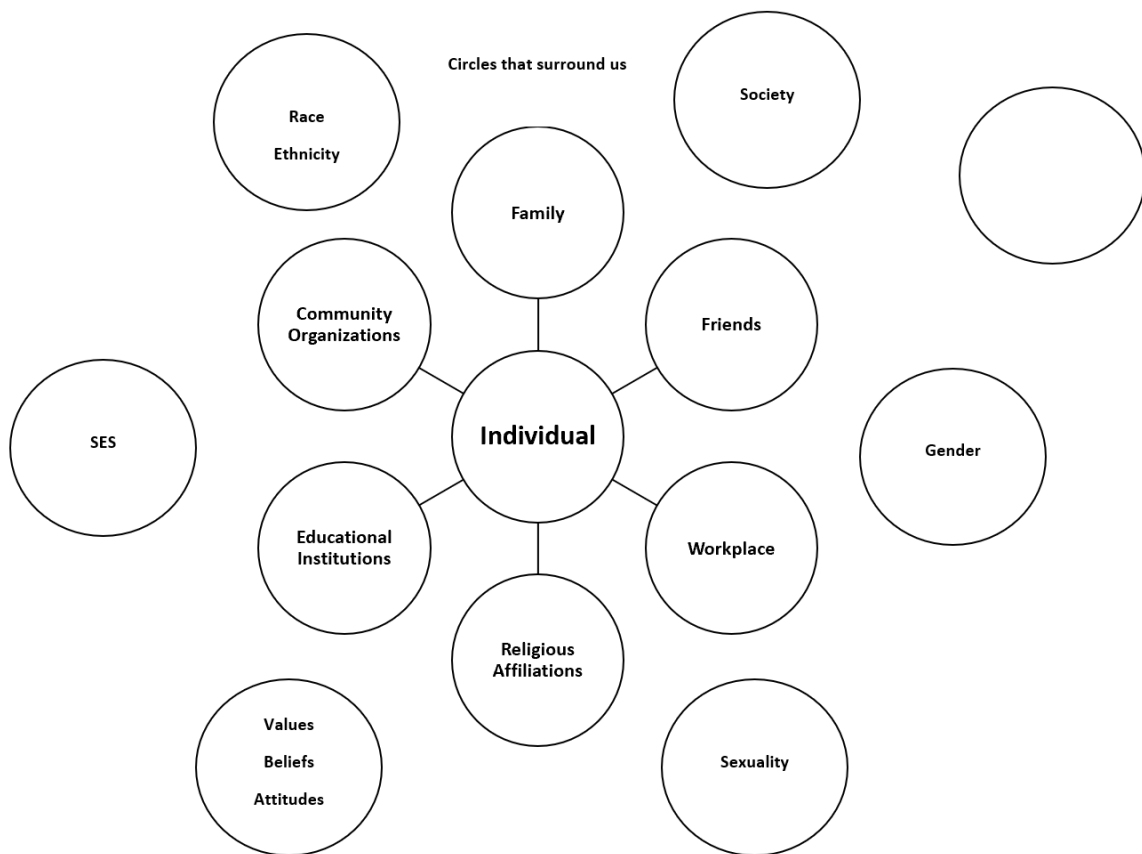 Circles that surround us
Race
Ethnicity
Society
Family
Community
Organizations
Friends
SES
Individual
Gender
Educational
Institutions
Workplace
Religious
Affiliations
Values
Beliefs
Attitudes
Sexuality